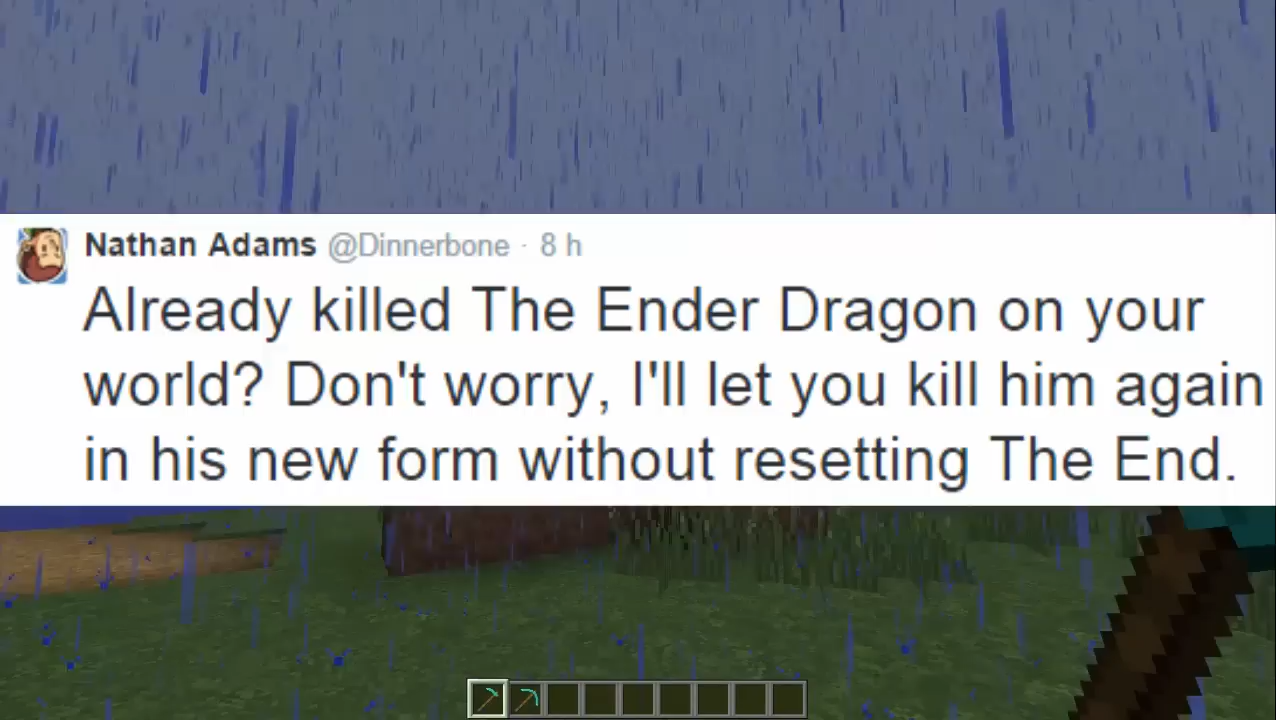 Nathan Adams @Dinnerbone · 8 h
Already killed The Ender Dragon on your
world? Don't worry, I'll let you kill him again
in his new form without resetting The End.